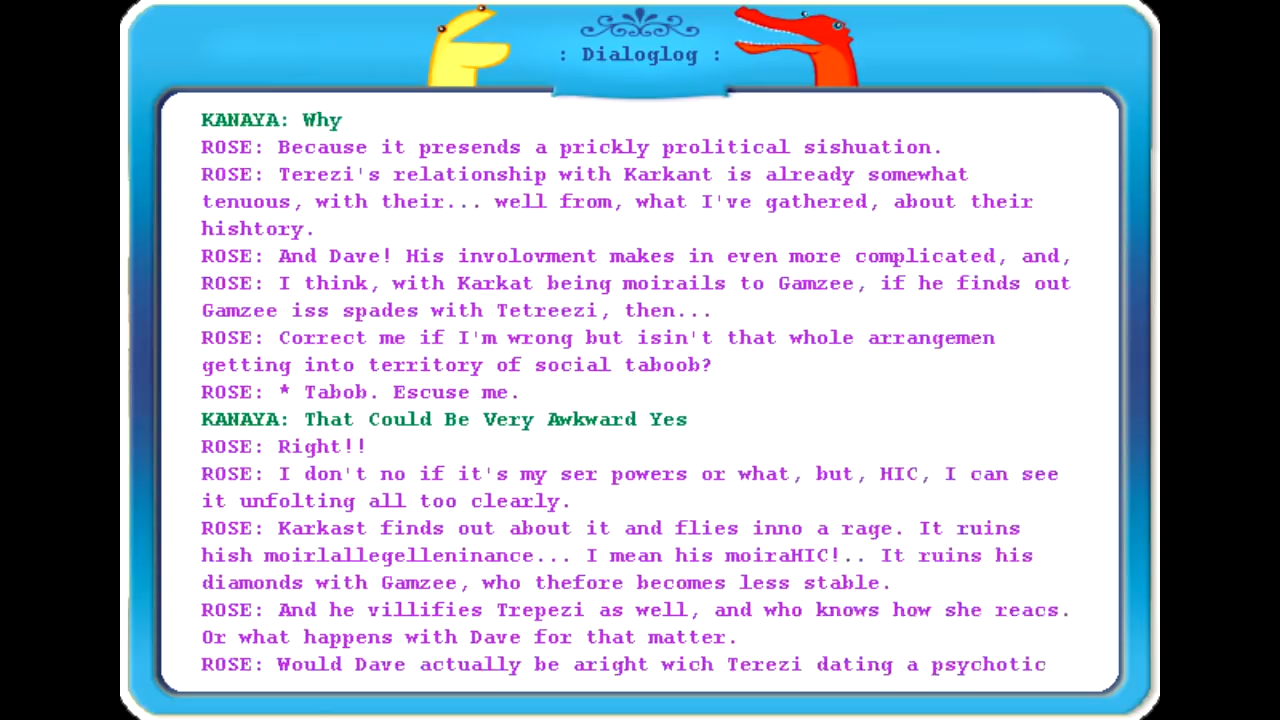 : Dialoglog :
KANAYA: Why
ROSE: Because it presends a prickly prolitical sishuation.
ROSE: Terezi's relationship with Karkant is already somewhat
tenuous, with their... well from, what I've gathered, about their
hishtory.
ROSE: And Dave! His involovment makes in even more complicated, and,
ROSE: I think, with Karkat being moirails to Gamzee, if he finds out
Gamzee iss spades with Tetreezi, then...
ROSE: Correct me if I'm wrong but isin't that whole arrangemen
getting into territory of social taboob?
ROSE: * Tabob. Escuse me.
KANAYA: That Could Be Very Awkward Yes
ROSE: Right!!
ROSE: I don't no if it's my ser powers or what, but, HIC, I can see
it unfolting all too clearly.
ROSE: Karkast finds out about it and flies inno a rage. It ruins
hish moirlallegelleninance... I mean his moiraHIC!.. It ruins his
diamonds with Gamzee, who thefore becomes less stable.
ROSE: And he villifies Trepezi as well, and who knows how she reacs.
Or what happens with Dave for that matter.
ROSE: Would Dave actually be aright wich Terezi dating a psychotic